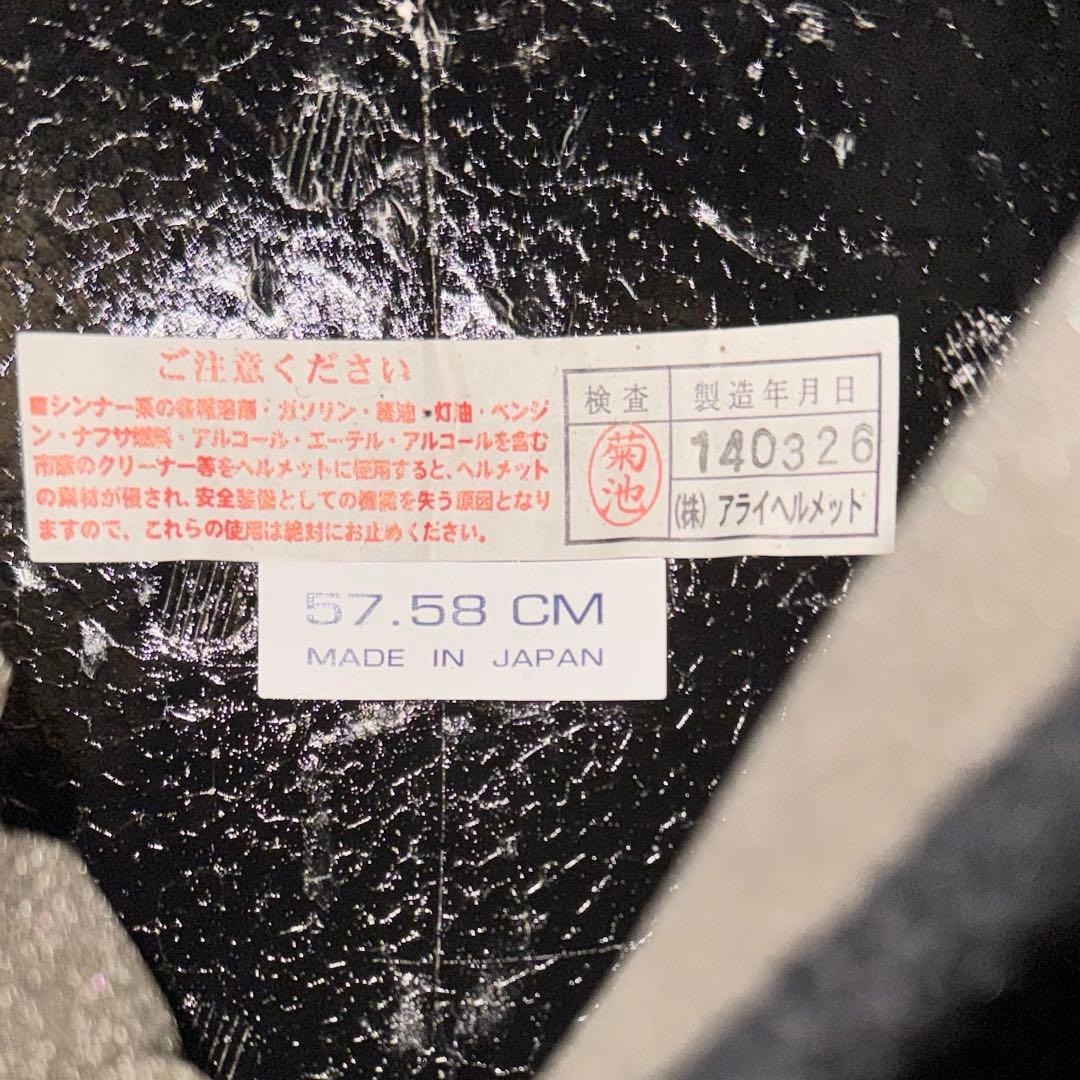 ご注意ください
■シンナー系の各種溶剤・ガソリン・軽油・灯油・ベンジ
ン・ナフサ燃料・アルコール・エーテル・アルコールを含む
市販のクリーナー等をヘルメットに使用すると、ヘルメット
の素材が侵され、安全装備としての機能を失う原因となり
ますので、これらの使用は絶対にお止めください。
検査 製造年月日
菊池 140326
(株) アライヘルメット
57.58 CM
MADE IN JAPAN